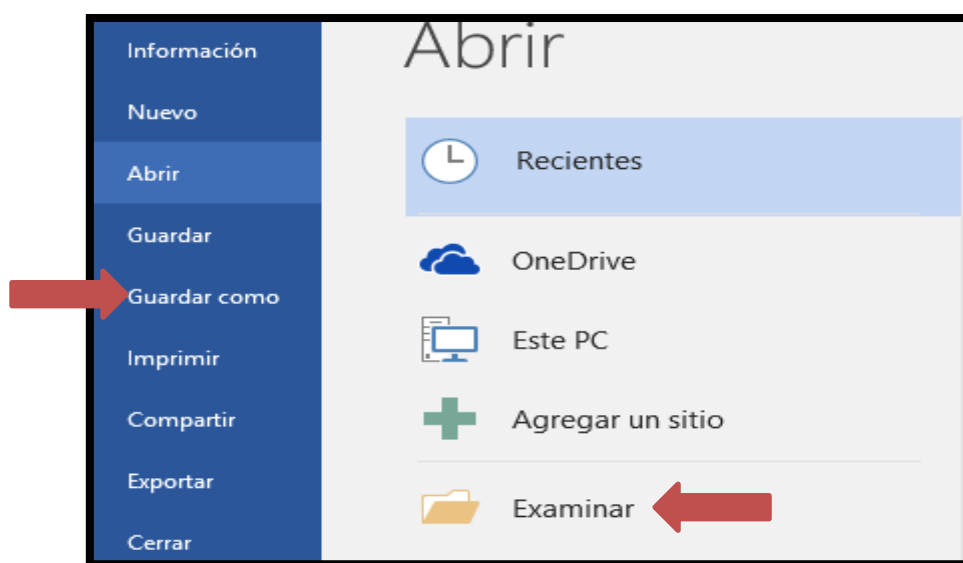 Información
Nuevo
Abrir
Guardar
Guardar como
Imprimir
Compartir
Exportar
Cerrar
Abrir
Recientes
OneDrive
Este PC
Agregar un sitio
Examinar